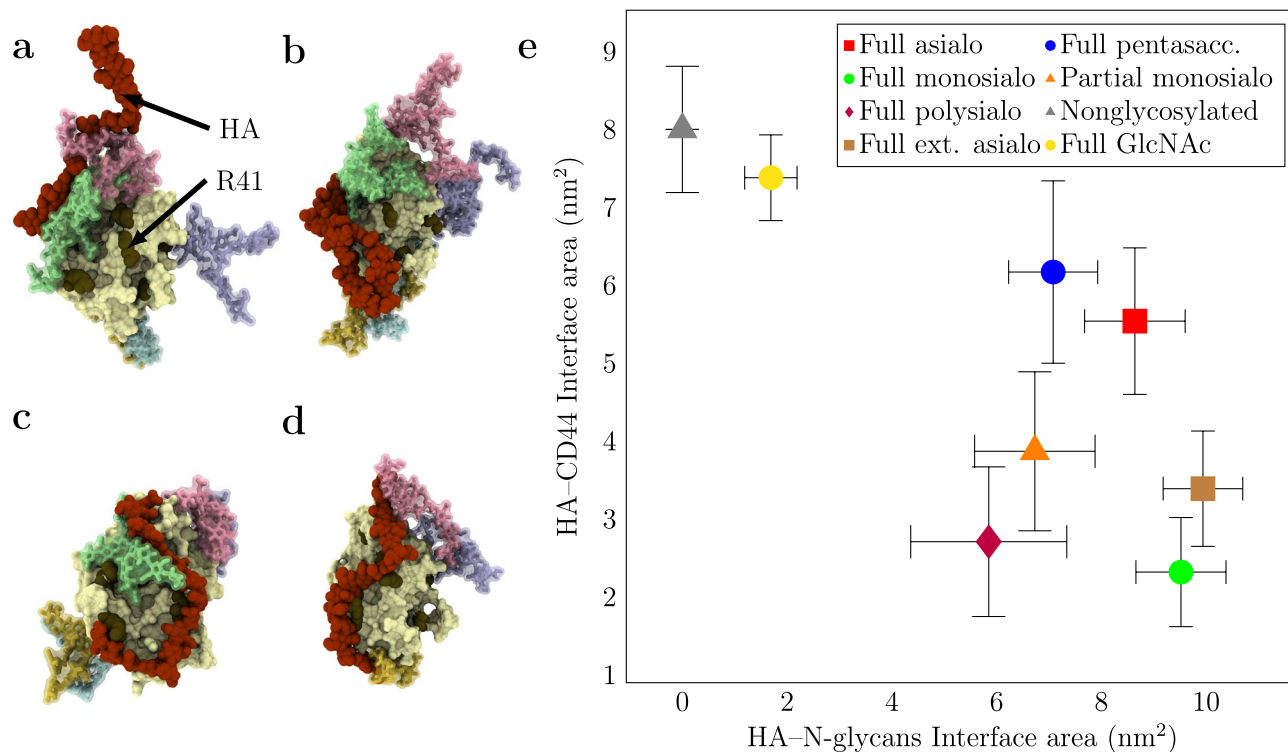 a
HA
R41
b
c
d
e
Full asialo
Full pentasacc.
Full monosialo
Partial monosialo
Full polysialo
Nonglycosylated
Full ext. asialo
Full GlcNAc
HA–CD44 Interface area (nm²)
9
8
7
6
5
4
3
2
1
0 2 4 6 8 10
HA–N-glycans Interface area (nm²)